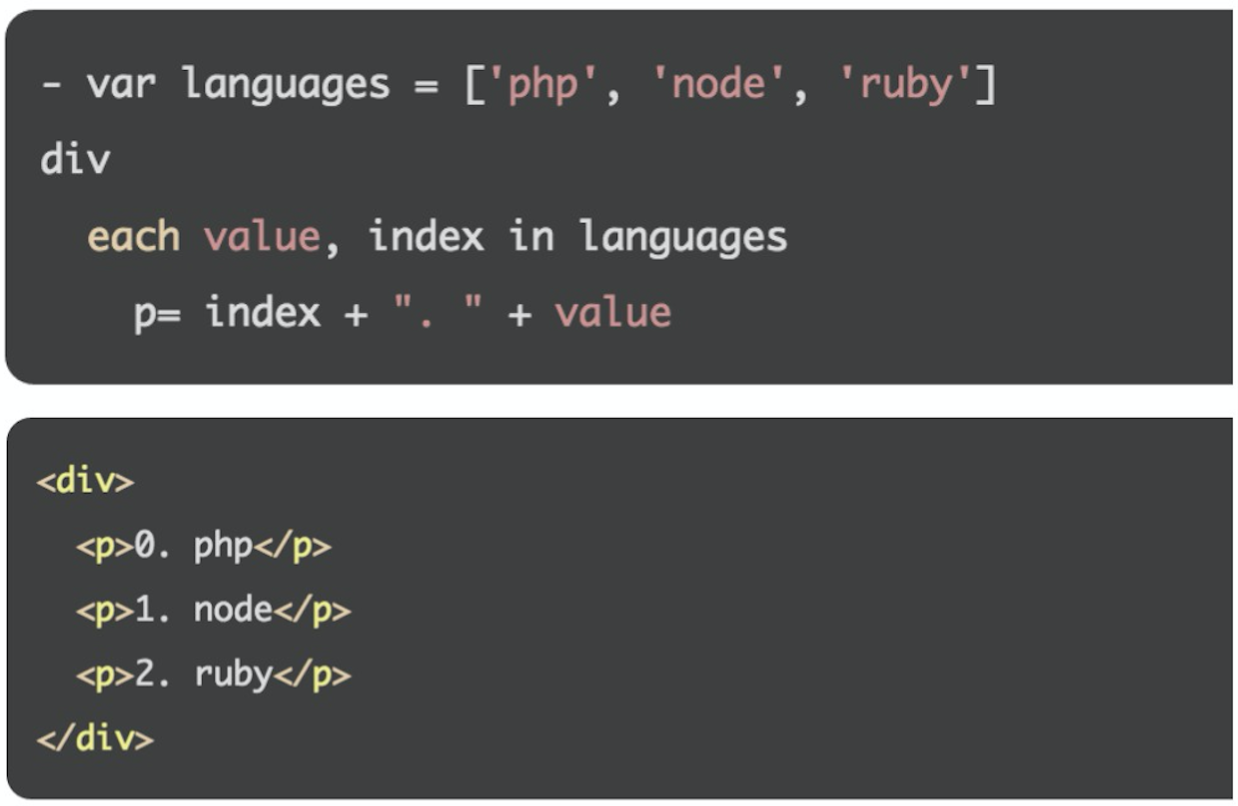 - var languages = ['php', 'node', 'ruby']
div
  each value, index in languages
    p= index + ". " + value
<div>
  <p>0. php</p>
  <p>1. node</p>
  <p>2. ruby</p>
</div>